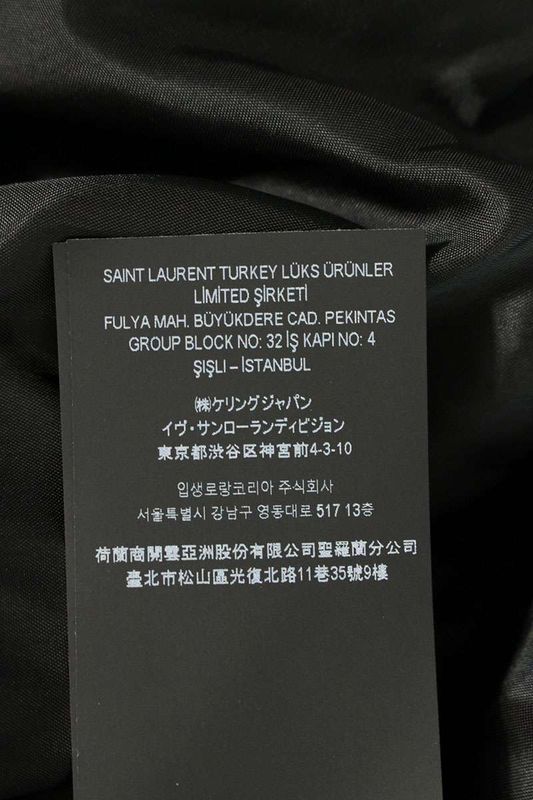 SAINT LAURENT TURKEY LÜKS ÜRÜNLER
LİMİTED ŞİRKETİ
FULYA MAH. BÜYÜKDERE CAD. PEKINTAS
GROUP BLOCK NO: 32 İŞ KAPI NO: 4
ŞIŞLI – İSTANBUL
㈱ケリングジャパン
イヴ・サンローランディビジョン
東京都渋谷区神宮前4-3-10
입생로랑코리아 주식회사
서울특별시 강남구 영동대로 517 13층
荷蘭商開雲亞洲股份有限公司聖羅蘭分公司
臺北市松山區光復北路11巷35號9樓